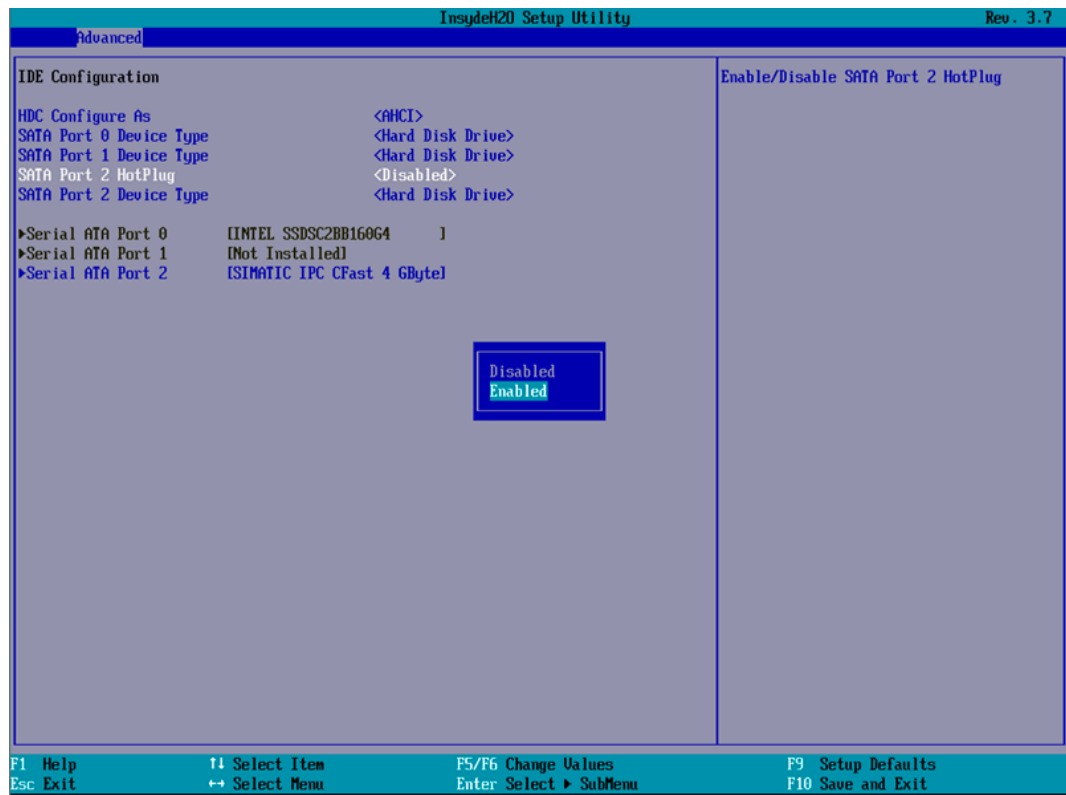 InsydeH20 Setup Utility Rev. 3.7
Advanced
IDE Configuration
Enable/Disable SATA Port 2 HotPlug
HDC Configure As <AHCI>
SATA Port 0 Device Type <Hard Disk Drive>
SATA Port 1 Device Type <Hard Disk Drive>
SATA Port 2 HotPlug <Disabled>
SATA Port 2 Device Type <Hard Disk Drive>
▶Serial ATA Port 0 [INTEL SSDSC2BB160G4 ]
▶Serial ATA Port 1 [Not Installed]
▶Serial ATA Port 2 [SIMATIC IPC CFast 4 GByte]
Disabled
Enabled
F1 Help ↑↓ Select Item F5/F6 Change Values F9 Setup Defaults
Esc Exit ↔ Select Menu Enter Select ▶ SubMenu F10 Save and Exit